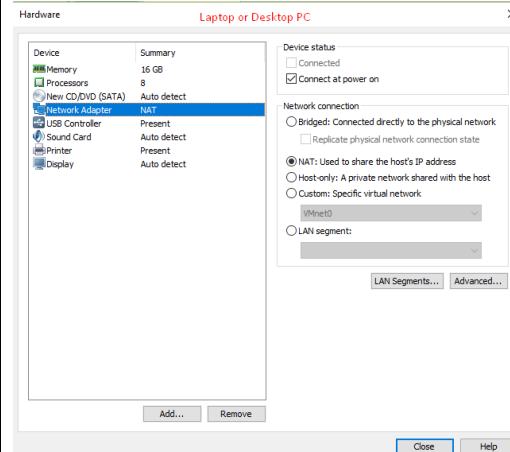 Hardware
Laptop or Desktop PC
Device Summary
Memory 16 GB
Processors 8
New CD/DVD (SATA) Auto detect
Network Adapter NAT
USB Controller Present
Sound Card Auto detect
Printer Present
Display Auto detect
Add... Remove
Device status
Connected
Connect at power on
Network connection
Bridged: Connected directly to the physical network
Replicate physical network connection state
NAT: Used to share the host's IP address
Host-only: A private network shared with the host
Custom: Specific virtual network
VMnet0
LAN segment:
LAN Segments... Advanced...
Close Help